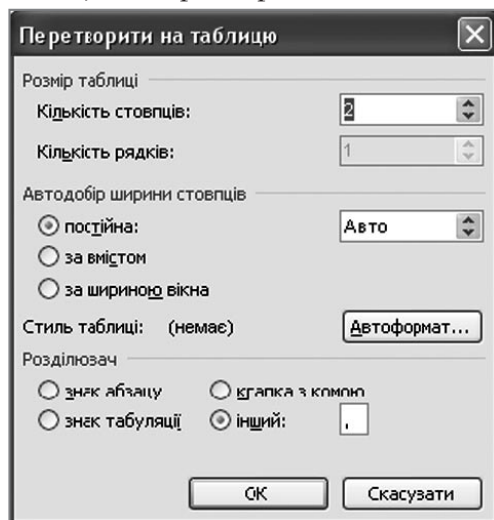 Перетворити на таблицю
Розмір таблиці
Кількість стовпців: 2
Кількість рядків: 1
Автодобір ширини стовпців
постійна: Авто
за вмістом
за шириною вікна
Стиль таблиці: (немає) Автоформат...
Розділювач
знак абзацу крапка з комою
знак табуляції інший: ,
OK Скасувати